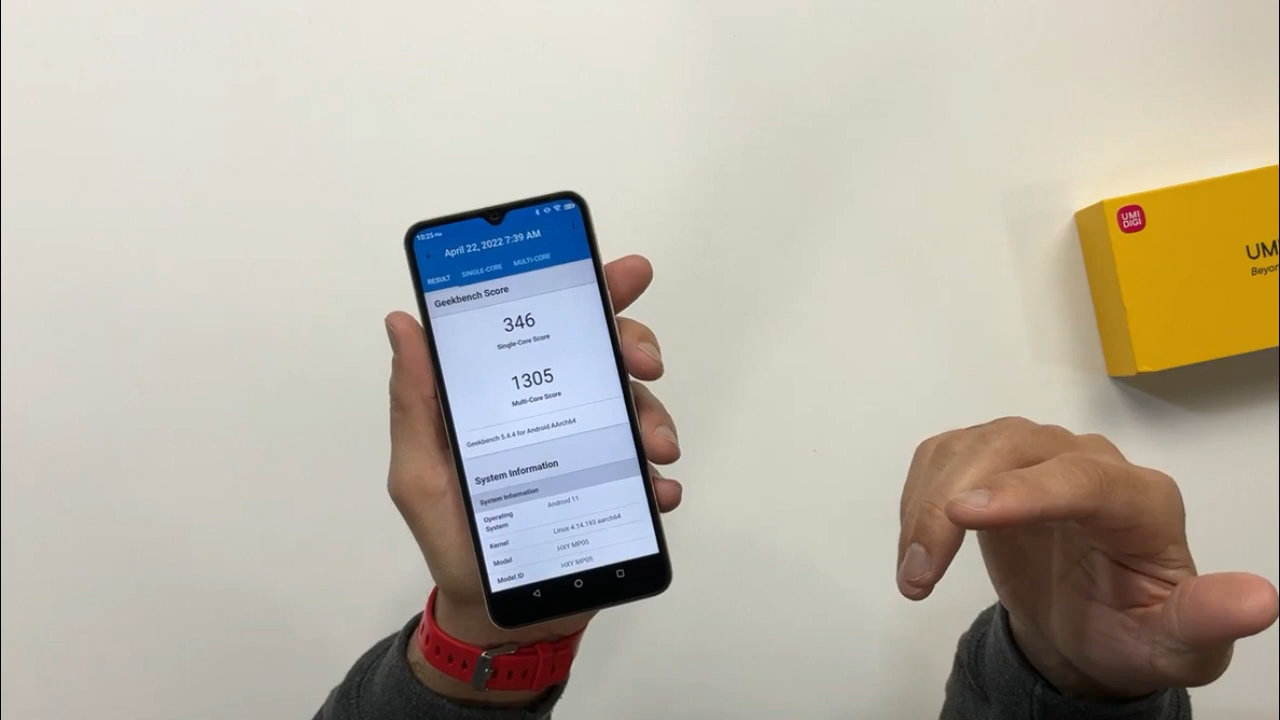 10:23 PM
April 22, 2022 7:39 AM
RESULT SINGLE-CORE MULTI-CORE
Geekbench Score
346
Single-Core Score
1305
Multi-Core Score
Geekbench 5.4.4 for Android AArch64
System Information
System Information
Operating System Android 11
Kernel Linux 4.14.193 aarch64
Model HXY MP05
Model ID HXY MP05
UMI
DIGI
UM
Beyon